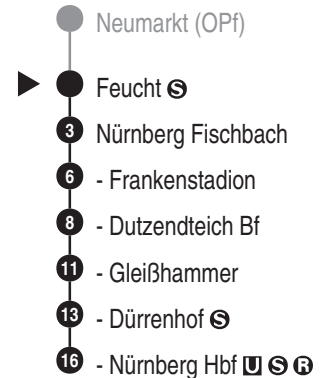 Neumarkt (OPf)
Feucht S
3 Nürnberg Fischbach
6 - Frankenstadion
8 - Dutzendteich Bf
11 - Gleißhammer
13 - Dürrenhof S
16 - Nürnberg Hbf U S R